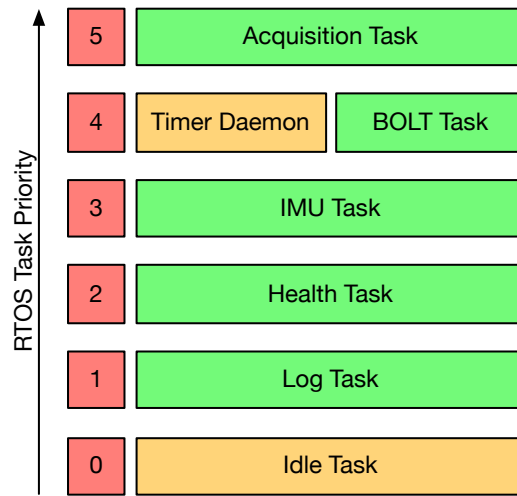 5 Acquisition Task
4 Timer Daemon BOLT Task
3 IMU Task
2 Health Task
1 Log Task
0 Idle Task
RTOS Task Priority